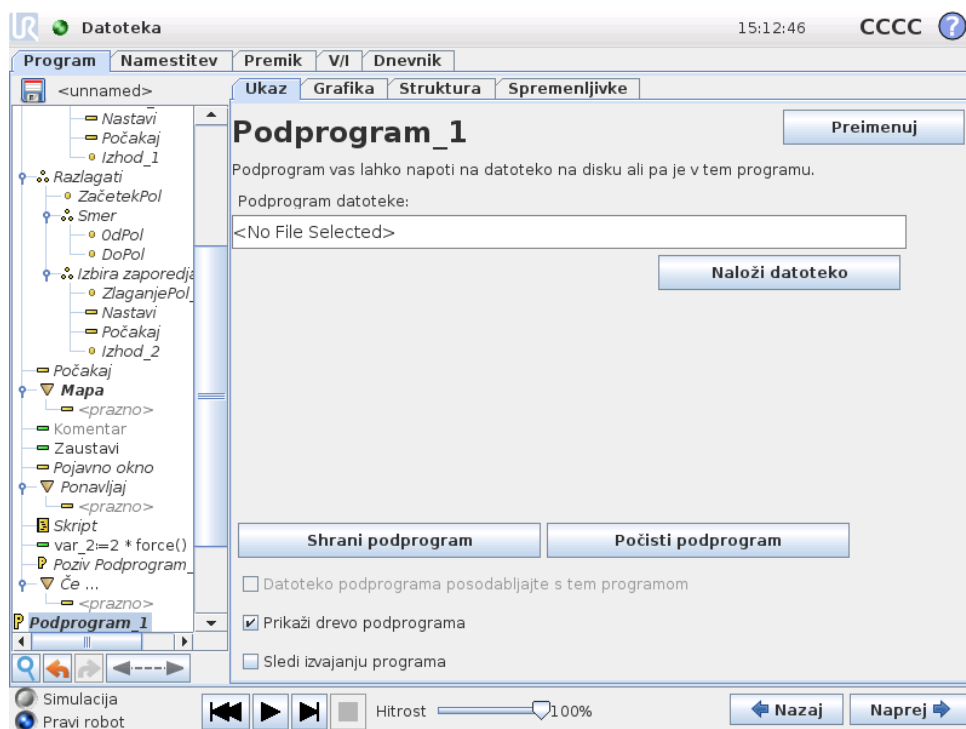 Datoteka
15:12:46
CCCC
?
Program
Namestitev
Premik
V/I
Dnevnik
<unnamed>
Ukaz
Grafika
Struktura
Spremenljivke
Nastavi
Počakaj
Izhod_1
Razlagati
ZačetekPol
Smer
OdPol
DoPol
Izbira zaporedja
ZlaganjePol_
Nastavi
Počakaj
Izhod_2
Počakaj
Mapa
<prazno>
Komentar
Zaustavi
Pojavno okno
Ponavljaj
<prazno>
Skript
var_2:=2 * force()
Poziv Podprogram_
Če ...
<prazno>
Podprogram_1
Podprogram_1
Preimenuj
Podprogram vas lahko napoti na datoteko na disku ali pa je v tem programu.
Podprogram datoteke:
<No File Selected>
Naloži datoteko
Shrani podprogram
Počisti podprogram
Datoteko podprograma posodabljajte s tem programom
Prikaži drevo podprograma
Sledi izvajanju programa
Simulacija
Pravi robot
Hitrost
100%
Nazaj
Naprej